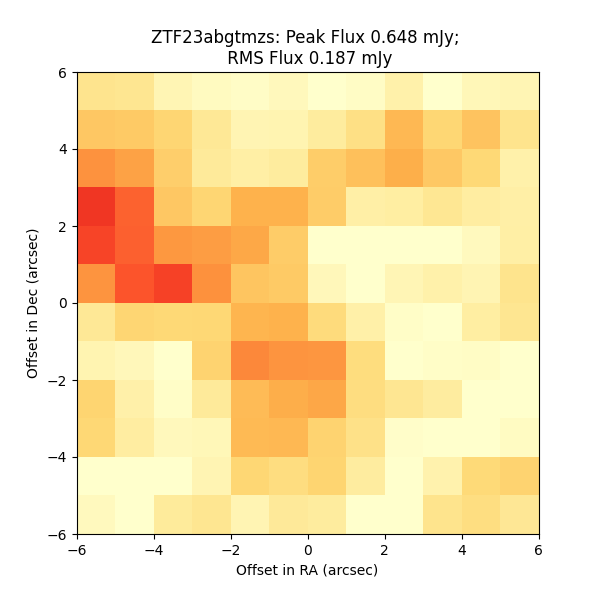 ZTF23abgtmzs: Peak Flux 0.648 mJy;
RMS Flux 0.187 mJy
6
4
2
0
−2
−4
−6
Offset in Dec (arcsec)
−6 −4 −2 0 2 4 6
Offset in RA (arcsec)